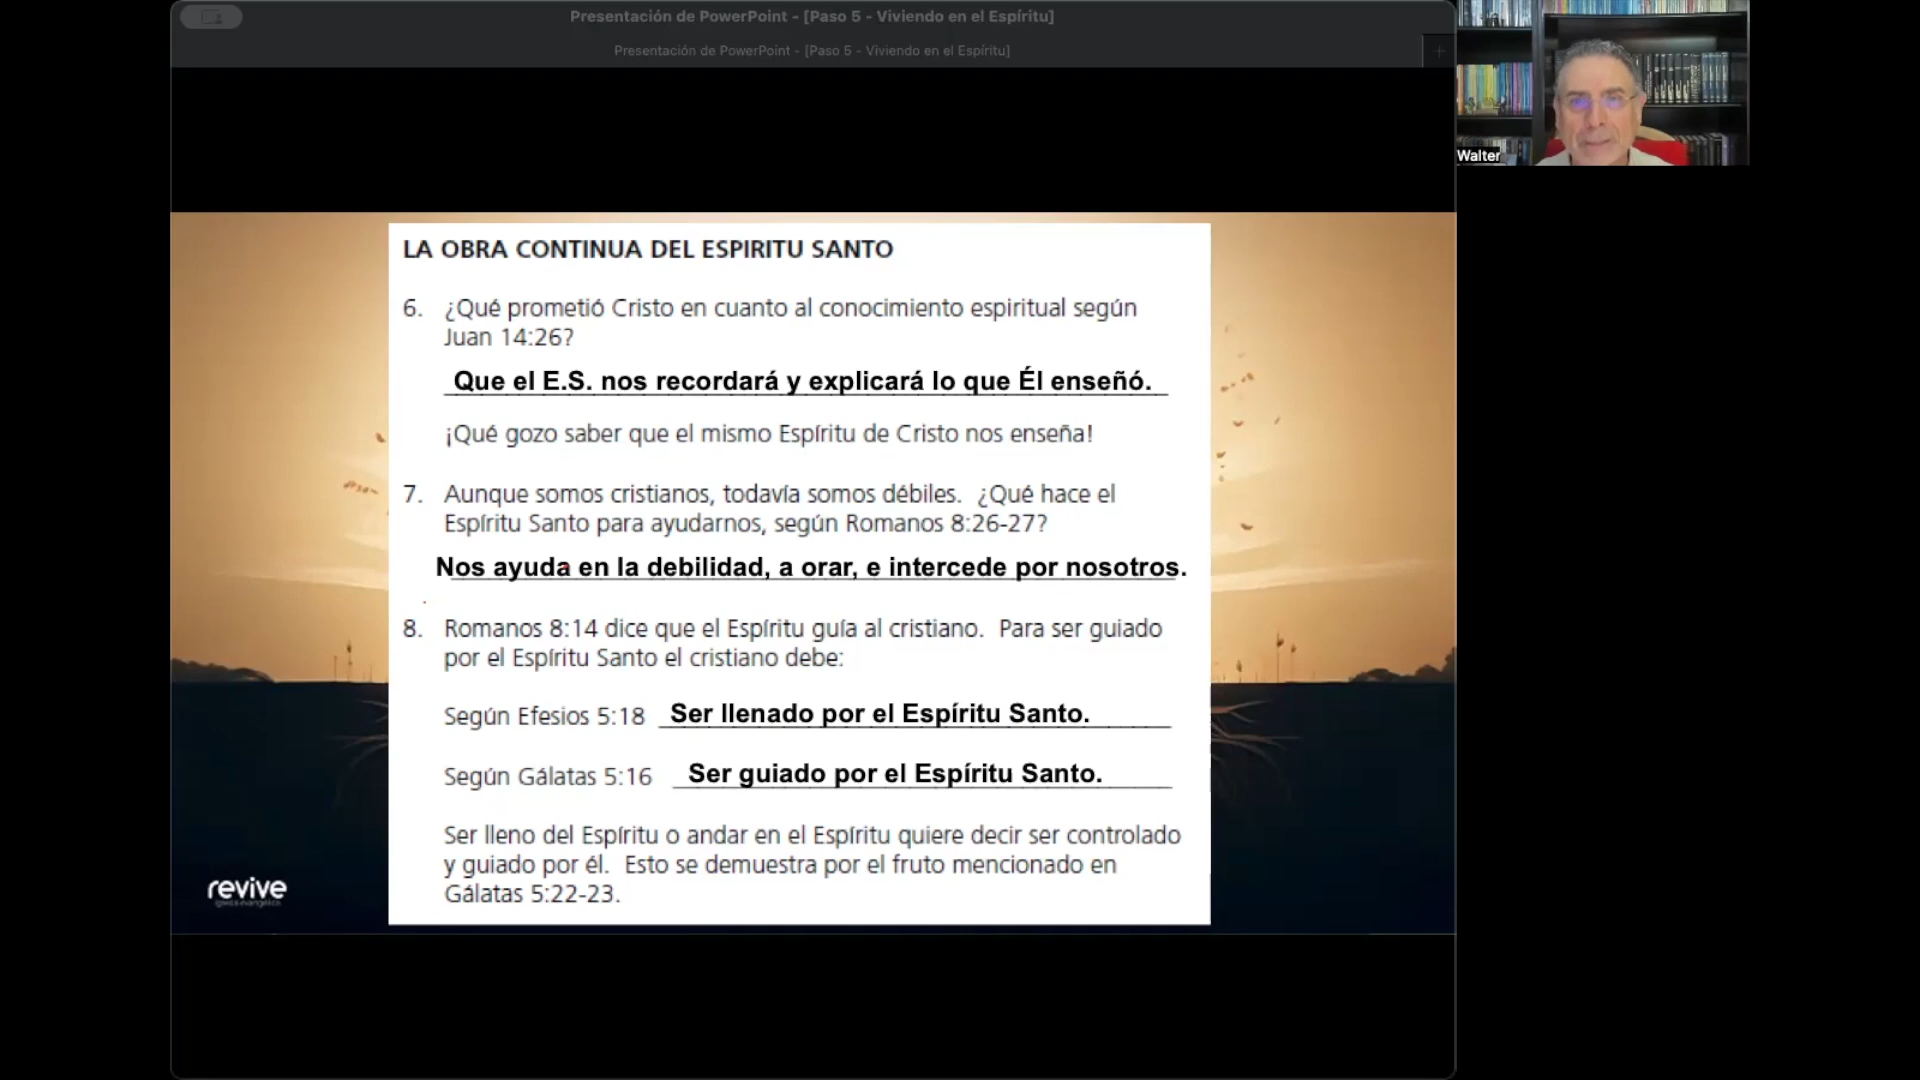 Presentación de PowerPoint - [Paso 5 - Viviendo en el Espíritu]
Presentación de PowerPoint - [Paso 5 - Viviendo en el Espíritu]
Walter
LA OBRA CONTINUA DEL ESPIRITU SANTO
6. ¿Qué prometió Cristo en cuanto al conocimiento espiritual según
Juan 14:26?
Que el E.S. nos recordará y explicará lo que Él enseñó.
¡Qué gozo saber que el mismo Espíritu de Cristo nos enseña!
7. Aunque somos cristianos, todavía somos débiles. ¿Qué hace el
Espíritu Santo para ayudarnos, según Romanos 8:26-27?
Nos ayuda en la debilidad, a orar, e intercede por nosotros.
8. Romanos 8:14 dice que el Espíritu guía al cristiano. Para ser guiado
por el Espíritu Santo el cristiano debe:
Según Efesios 5:18 Ser llenado por el Espíritu Santo.
Según Gálatas 5:16 Ser guiado por el Espíritu Santo.
Ser lleno del Espíritu o andar en el Espíritu quiere decir ser controlado
y guiado por él. Esto se demuestra por el fruto mencionado en
Gálatas 5:22-23.
revive